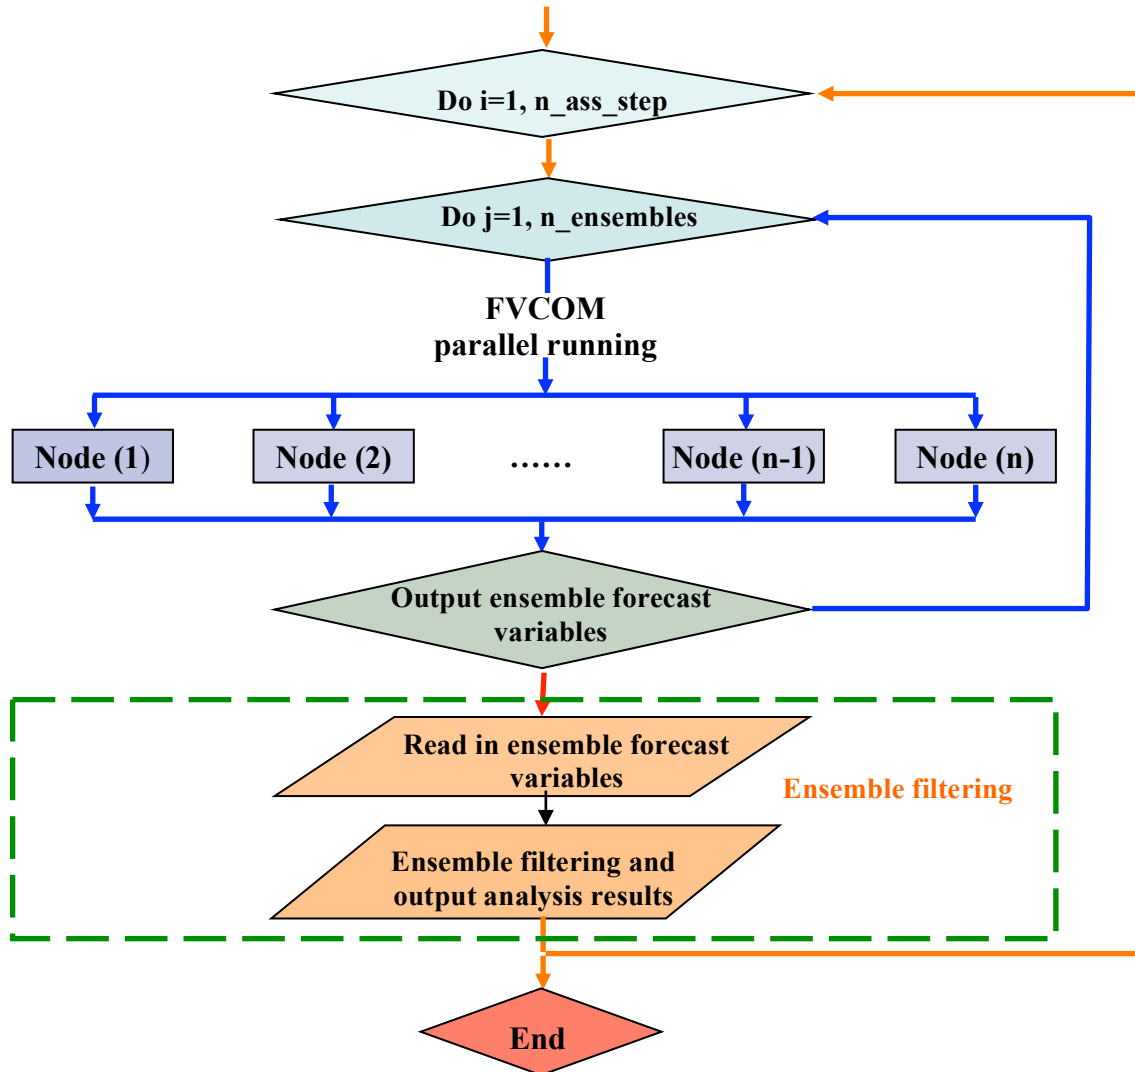 Do i=1, n_ass_step
Do j=1, n_ensembles
FVCOM
parallel running
Node (1)
Node (2)
......
Node (n-1)
Node (n)
Output ensemble forecast
variables
Read in ensemble forecast
variables
Ensemble filtering
Ensemble filtering and
output analysis results
End